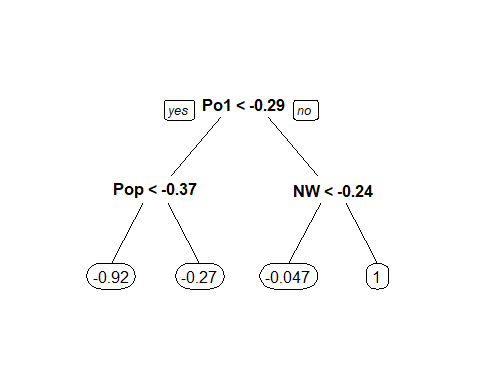 yes Po1 < -0.29 no
Pop < -0.37 NW < -0.24
-0.92 -0.27 -0.047 1